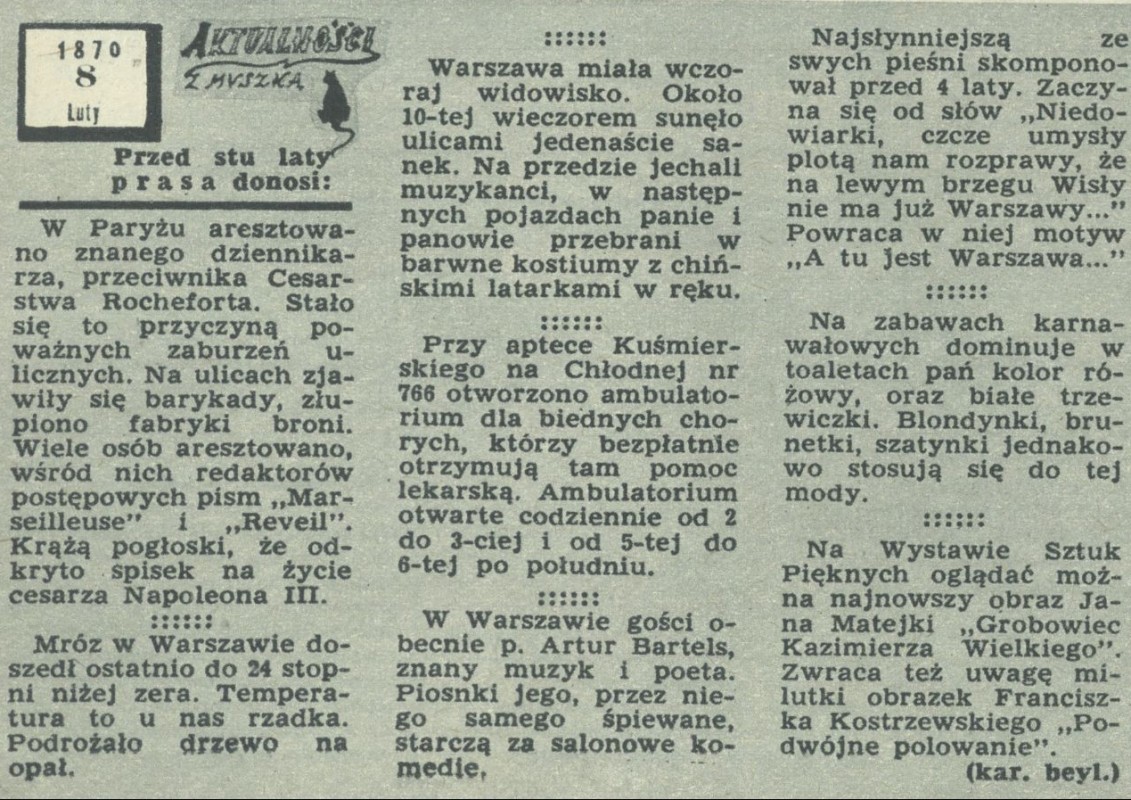 1870
8
Luty
AKTUALNOŚCI
Z MYSZKĄ
Przed stu laty
prasa donosi:
W Paryżu aresztowa-
no znanego dziennika-
rza, przeciwnika Cesar-
stwa Rocheforta. Stało
się to przyczyną po-
ważnych zaburzeń u-
licznych. Na ulicach zja-
wiły się barykady, złu-
piono fabryki broni.
Wiele osób aresztowano,
wśród nich redaktorów
postępowych pism „Mar-
seilleuse” i „Reveil”.
Krążą pogłoski, że od-
kryto spisek na życie
cesarza Napoleona III.
::::::
Mróz w Warszawie do-
szedł ostatnio do 24 stop-
ni niżej zera. Tempera-
tura to u nas rzadka.
Podrożało drzewo na
opał.
::::::
Warszawa miała wczo-
raj widowisko. Około
10-tej wieczorem sunęło
ulicami jedenaście sa-
nek. Na przedzie jechali
muzykanci, w następ-
nych pojazdach panie i
panowie przebrani w
barwne kostiumy z chiń-
skimi latarkami w ręku.
::::::
Przy aptece Kuśmier-
skiego na Chłodnej nr
766 otworzono ambulato-
rium dla biednych cho-
rych, którzy bezpłatnie
otrzymują tam pomoc
lekarską. Ambulatorium
otwarte codziennie od 2
do 3-ciej i od 5-tej do
6-tej po południu.
::::::
W Warszawie gości o-
becnie p. Artur Bartels,
znany muzyk i poeta.
Piosnki jego, przez nie-
go samego śpiewane,
starczą za salonowe ko-
medie.
Najsłynniejszą ze
swych pieśni skompono-
wał przed 4 laty. Zaczy-
na się od słów „Niedo-
wiarki, czcze umysły
plotą nam rozprawy, że
na lewym brzegu Wisły
nie ma już Warszawy...”
Powraca w niej motyw
„A tu jest Warszawa...”
::::::
Na zabawach karna-
wałowych dominuje w
toaletach pań kolor ró-
żowy, oraz białe trze-
wiczki. Blondynki, bru-
netki, szatynki jednako-
wo stosują się do tej
mody.
::::::
Na Wystawie Sztuk
Pięknych oglądać moż-
na najnowszy obraz Ja-
na Matejki „Grobowiec
Kazimierza Wielkiego”.
Zwraca też uwagę mi-
lutki obrazek Francisz-
ka Kostrzewskiego „Po-
dwójne polowanie”.
(kar. beyl.)